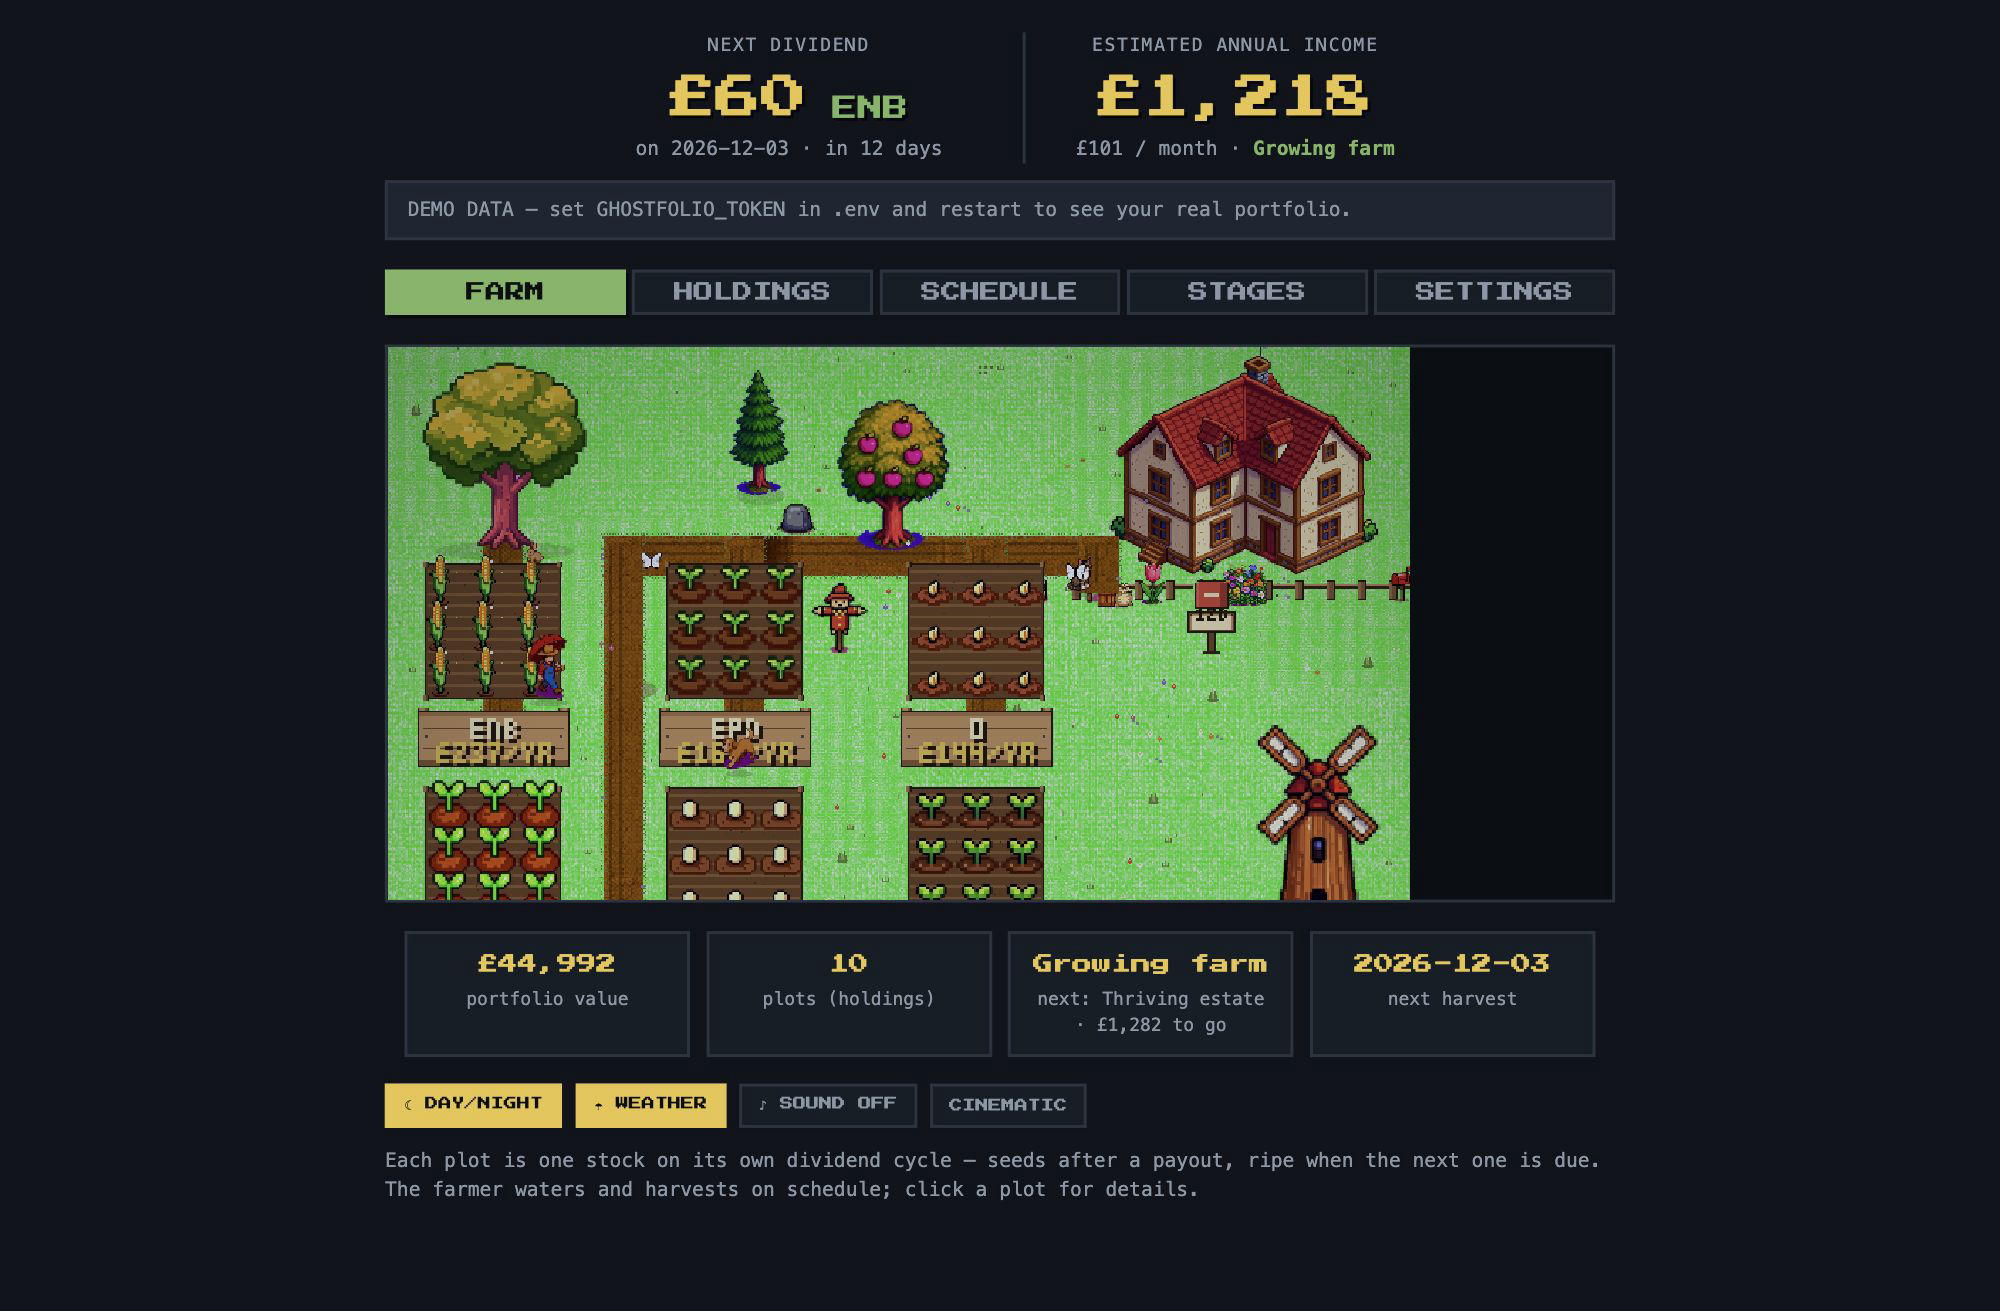 NEXT DIVIDEND
£60 ENB
on 2026-12-03 · in 12 days
ESTIMATED ANNUAL INCOME
£1,218
£101 / month · Growing farm
DEMO DATA — set GHOSTFOLIO_TOKEN in .env and restart to see your real portfolio.
FARM
HOLDINGS
SCHEDULE
STAGES
SETTINGS
ENB
£237/YR
O
£144/YR
£44,992
portfolio value
10
plots (holdings)
Growing farm
next: Thriving estate
· £1,282 to go
2026-12-03
next harvest
☾ DAY/NIGHT
☂ WEATHER
♪ SOUND OFF
CINEMATIC
Each plot is one stock on its own dividend cycle — seeds after a payout, ripe when the next one is due.
The farmer waters and harvests on schedule; click a plot for details.